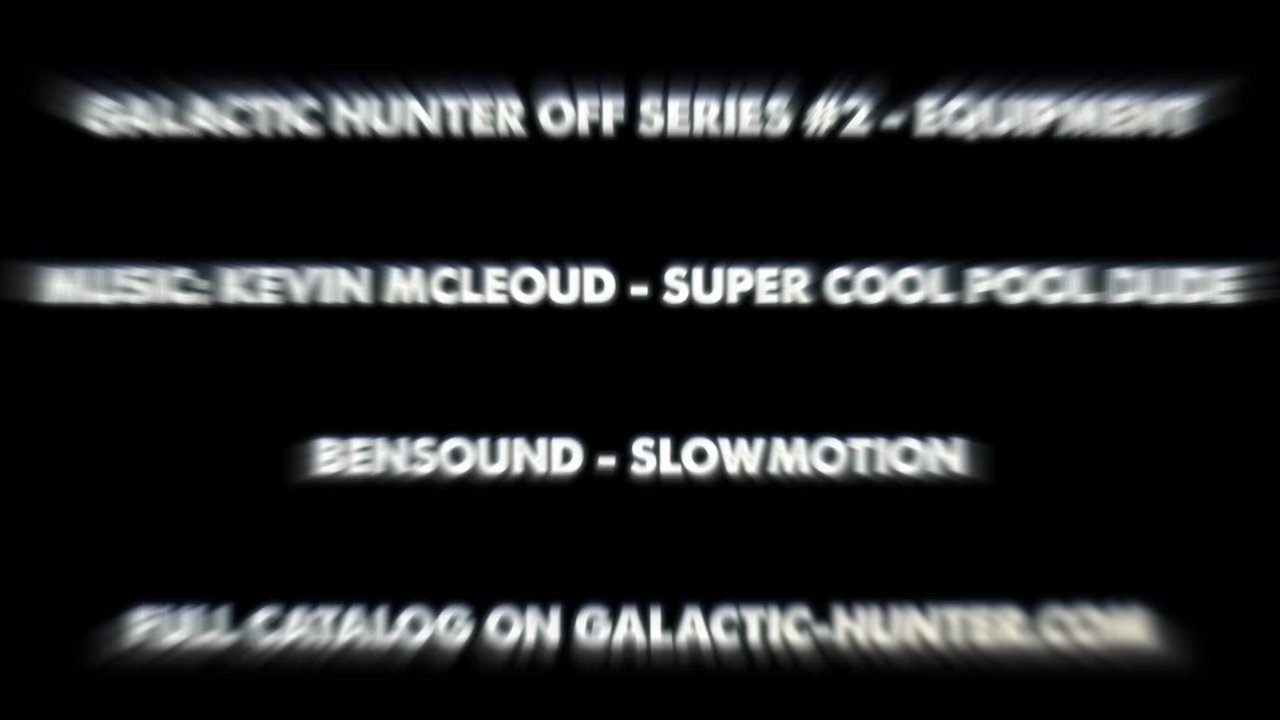 GALACTIC HUNTER OFF SERIES #2 - EQUIPMENT
MUSIC: KEVIN MCLEOUD - SUPER COOL POOL DUDE
BENSOUND - SLOWMOTION
FULL CATALOG ON GALACTIC-HUNTER.COM